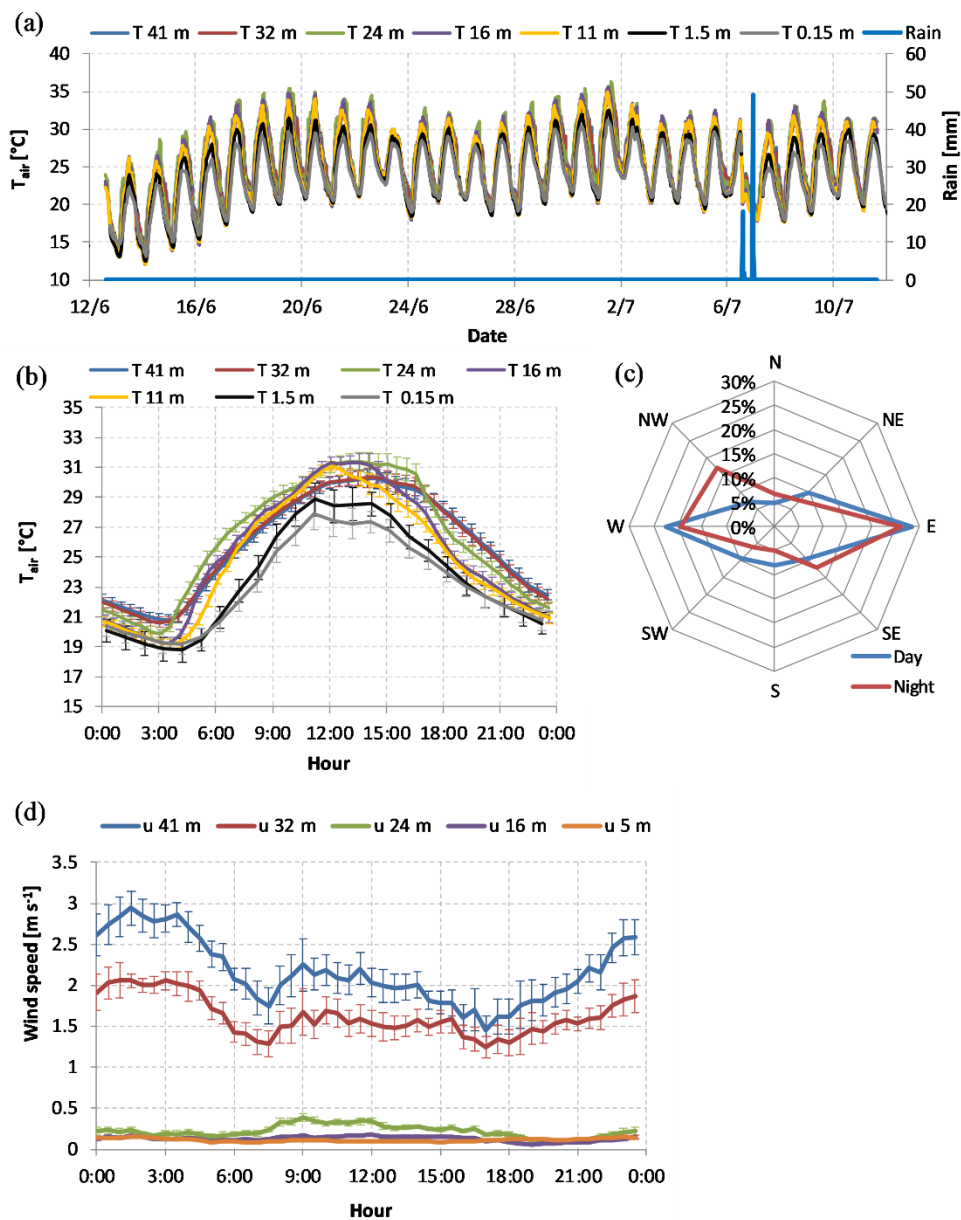 (a)
T 41 m T 32 m T 24 m T 16 m T 11 m T 1.5 m T 0.15 m Rain
40 60
35 50
30 40
25 30
20 20
15 10
10 0
T air [°C]
Rain [mm]
12/6 16/6 20/6 24/6 28/6 2/7 6/7 10/7
Date
(b)
T 41 m T 32 m T 24 m T 16 m
T 11 m T 1.5 m T 0.15 m
35
33
31
29
27
25
23
21
19
17
15
T air [°C]
0:00 3:00 6:00 9:00 12:00 15:00 18:00 21:00 0:00
Hour
(c)
N
30%
25%
20%
15%
10%
5%
0%
NW NE
W E
SW SE
S
Day
Night
(d)
u 41 m u 32 m u 24 m u 16 m u 5 m
3.5
3
2.5
2
1.5
1
0.5
0
Wind speed [m s⁻¹]
0:00 3:00 6:00 9:00 12:00 15:00 18:00 21:00 0:00
Hour